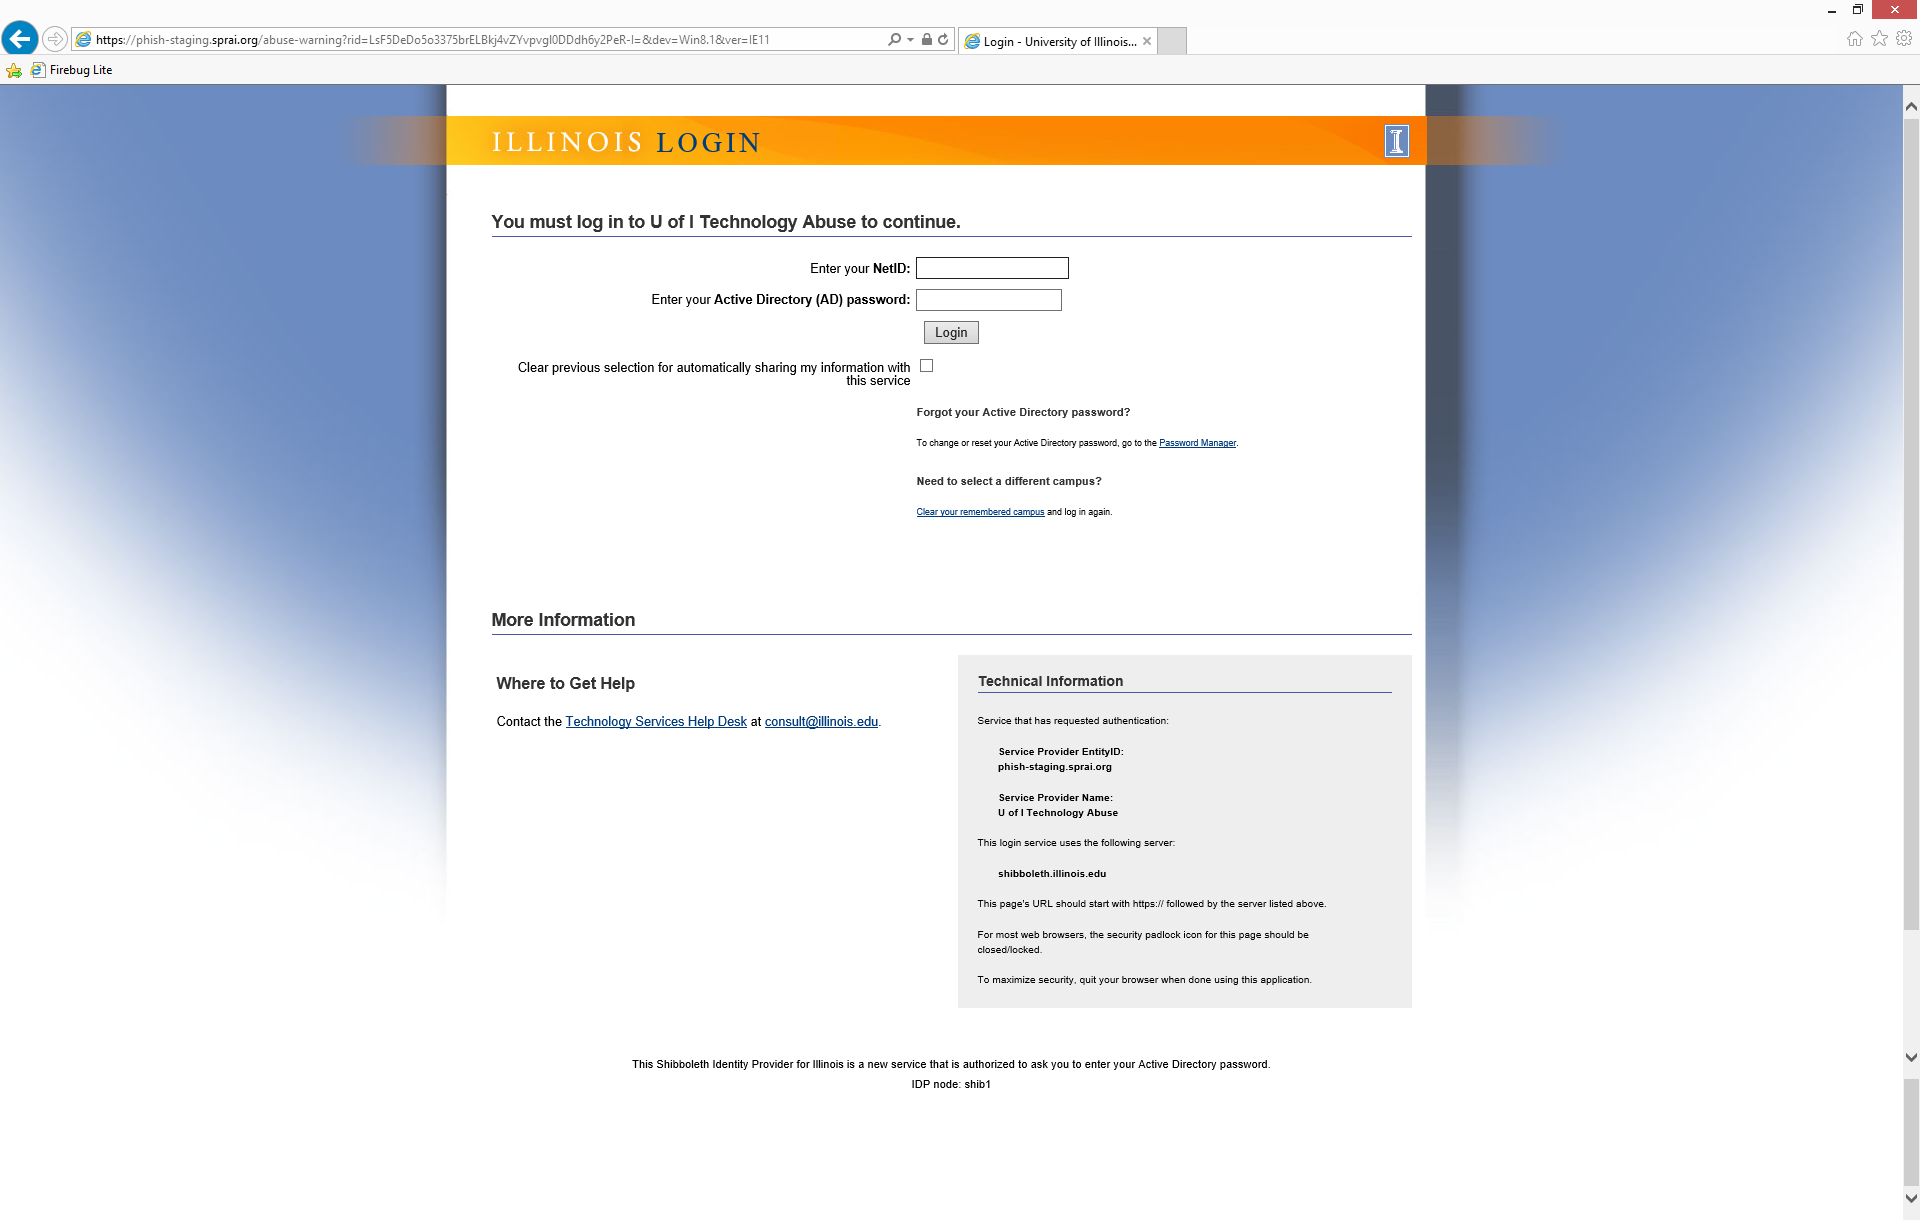 https://phish-staging.sprai.org/abuse-warning?rid=LsF5DeDo5o3375brELBkj4vZYvpvgI0DDdh6y2PeR-I=&dev=Win8.1&ver=IE11
Login - University of Illinois...
Firebug Lite
ILLINOIS LOGIN
I
You must log in to U of I Technology Abuse to continue.
Enter your NetID:
Enter your Active Directory (AD) password:
Login
Clear previous selection for automatically sharing my information with
this service
Forgot your Active Directory password?
To change or reset your Active Directory password, go to the Password Manager.
Need to select a different campus?
Clear your remembered campus and log in again.
More Information
Where to Get Help
Contact the Technology Services Help Desk at consult@illinois.edu.
Technical Information
Service that has requested authentication:
Service Provider EntityID:
phish-staging.sprai.org
Service Provider Name:
U of I Technology Abuse
This login service uses the following server:
shibboleth.illinois.edu
This page's URL should start with https:// followed by the server listed above.
For most web browsers, the security padlock icon for this page should be
closed/locked.
To maximize security, quit your browser when done using this application.
This Shibboleth Identity Provider for Illinois is a new service that is authorized to ask you to enter your Active Directory password.
IDP node: shib1